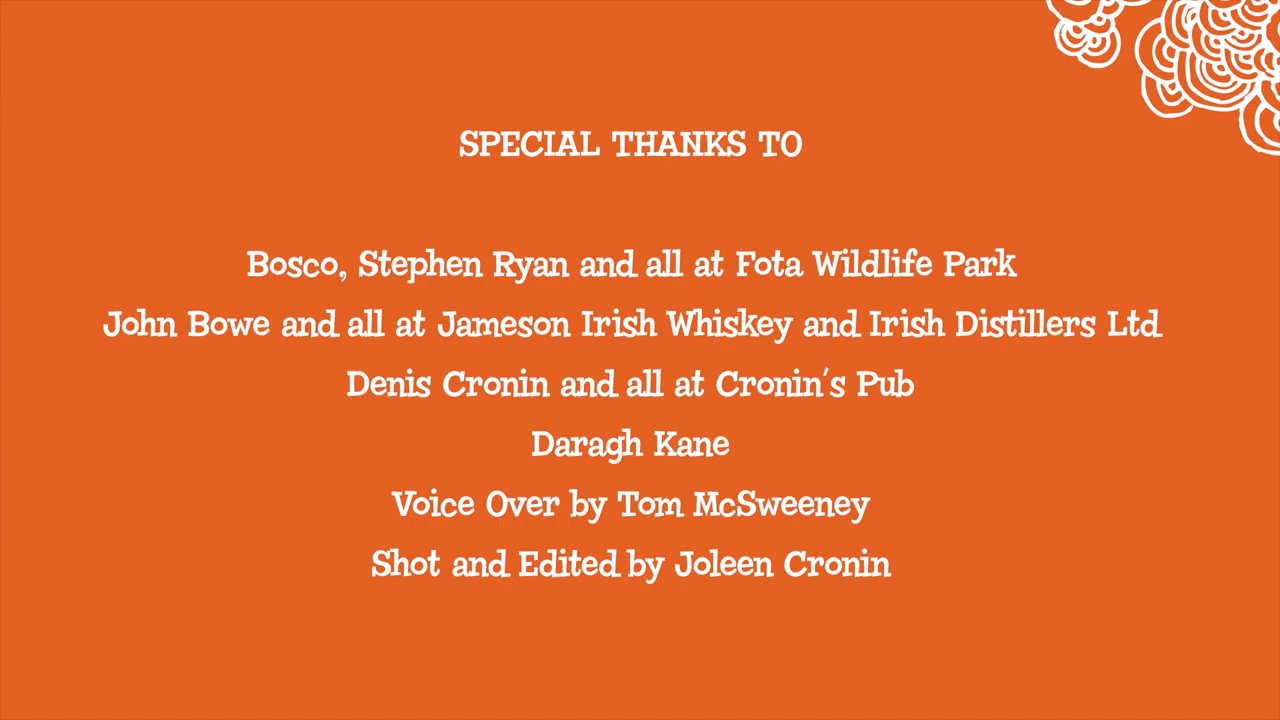 SPECIAL THANKS TO
Bosco, Stephen Ryan and all at Fota Wildlife Park
John Bowe and all at Jameson Irish Whiskey and Irish Distillers Ltd
Denis Cronin and all at Cronin's Pub
Daragh Kane
Voice Over by Tom McSweeney
Shot and Edited by Joleen Cronin